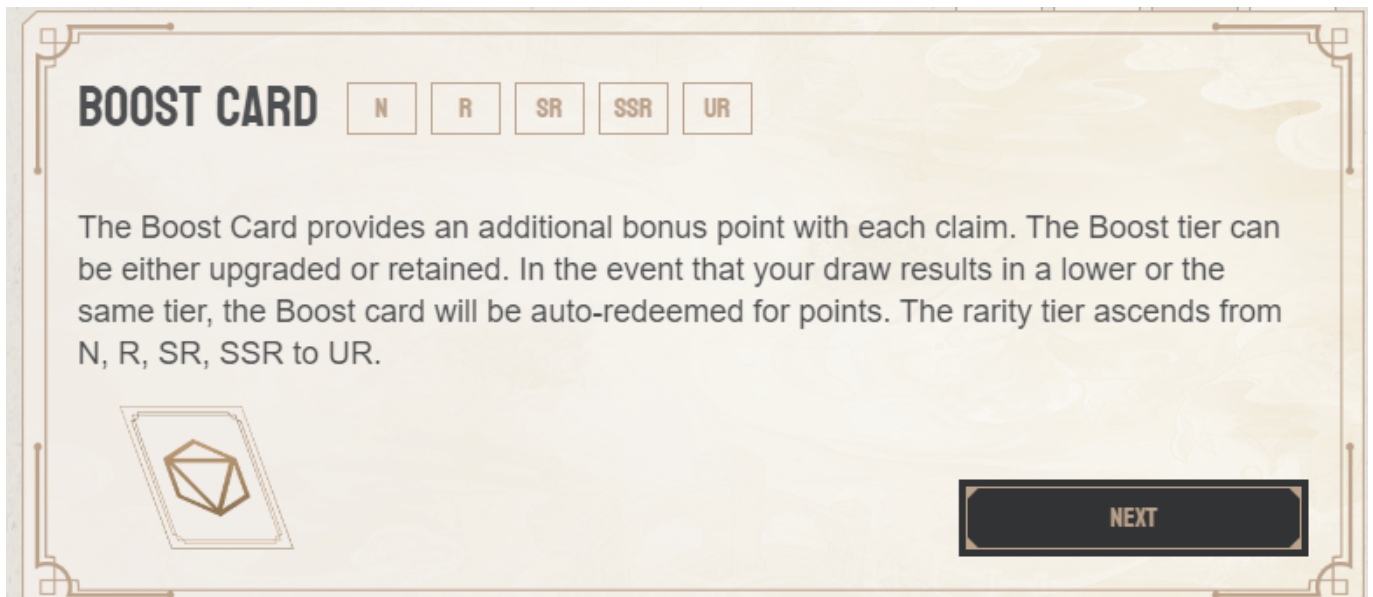 BOOST CARD N R SR SSR UR
The Boost Card provides an additional bonus point with each claim. The Boost tier can
be either upgraded or retained. In the event that your draw results in a lower or the
same tier, the Boost card will be auto-redeemed for points. The rarity tier ascends from
N, R, SR, SSR to UR.
NEXT